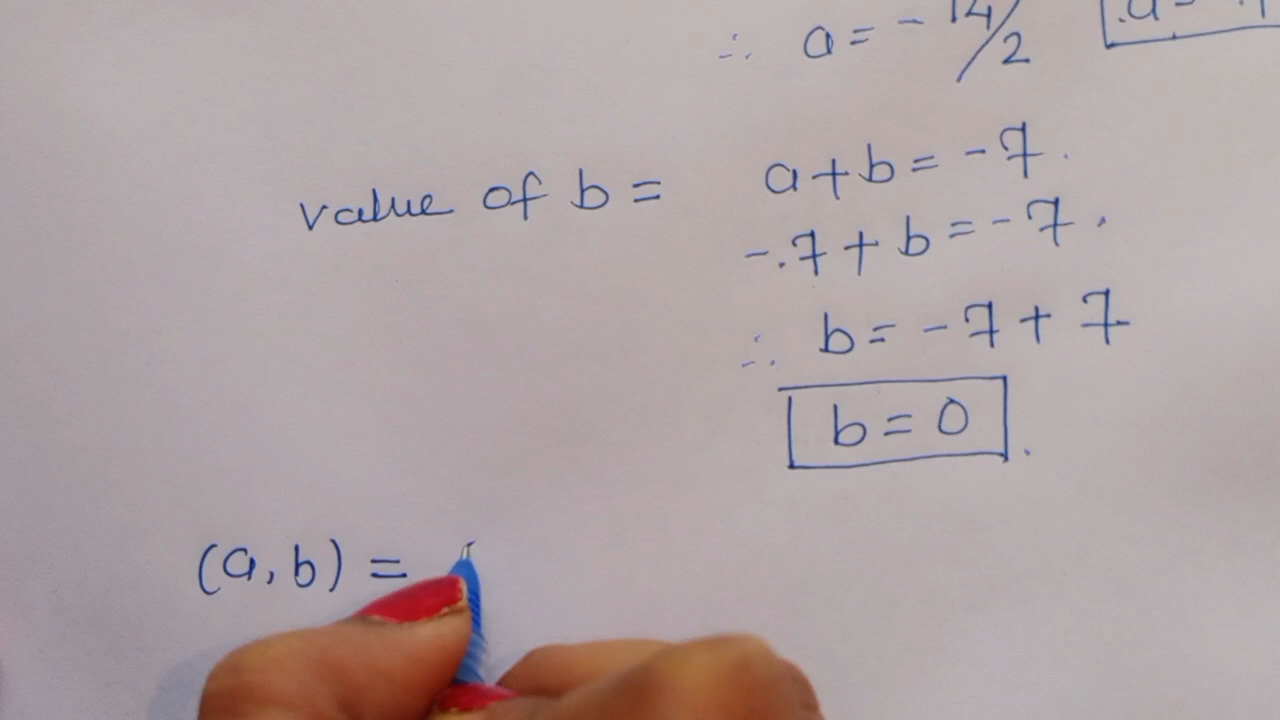 ∴ a = - 14/2
value of b = a + b = -7.
-.7 + b = -7.
∴ b = -7 + 7
b = 0.
(a, b) =